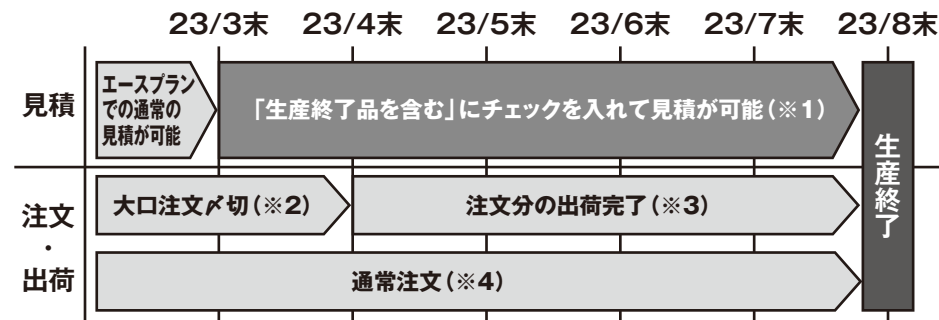 23/3末 23/4末 23/5末 23/6末 23/7末 23/8末
見積
エースプラン
での通常の
見積が可能
「生産終了品を含む」にチェックを入れて見積が可能（※1）
注文
・
出荷
大口注文〆切（※2）
注文分の出荷完了（※3）
通常注文（※4）
生産終了